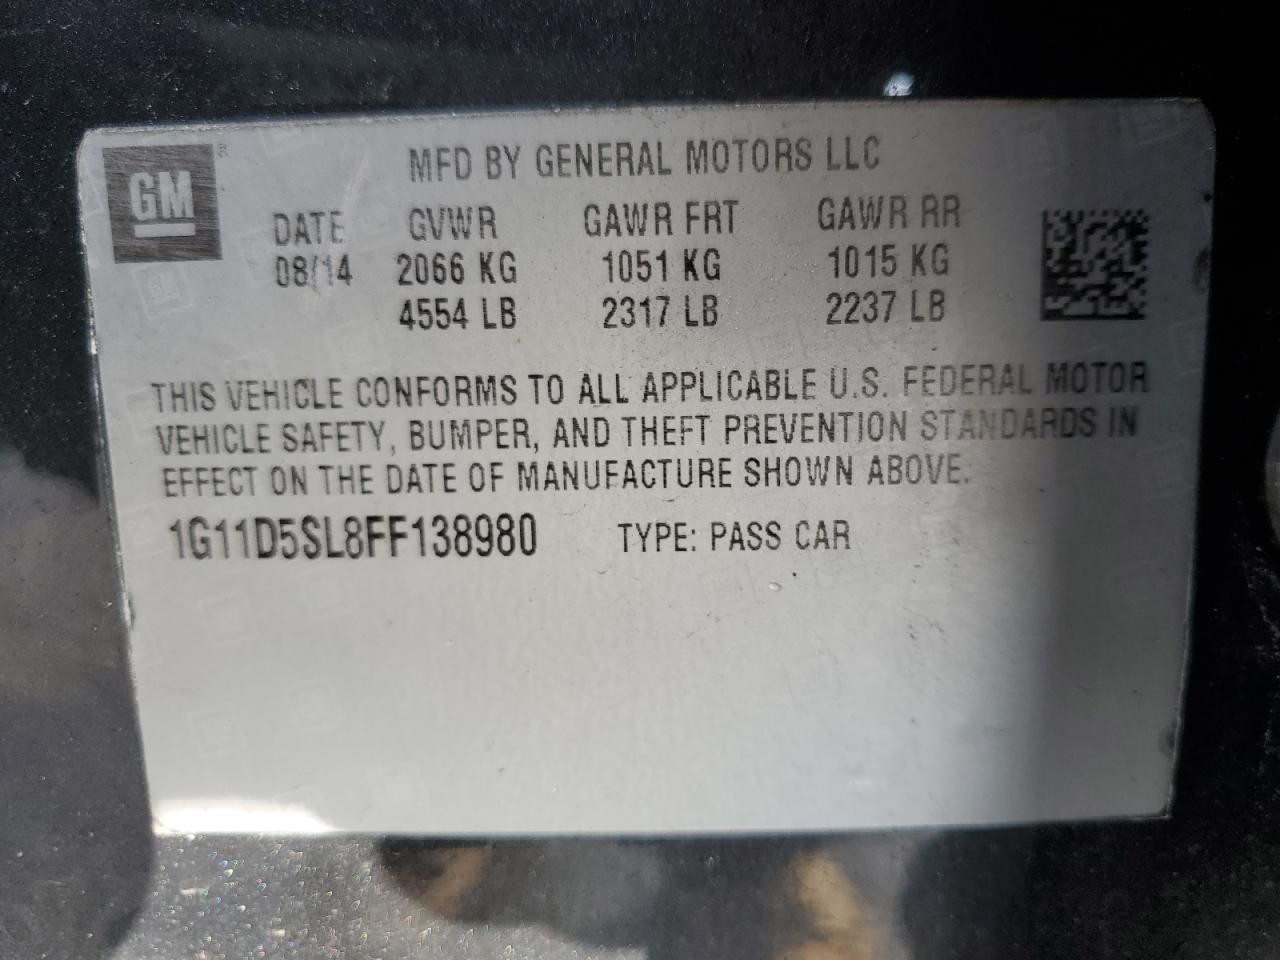 GM
MFD BY GENERAL MOTORS LLC
DATE GVWR GAWR FRT GAWR RR
08/14 2066 KG 1051 KG 1015 KG
4554 LB 2317 LB 2237 LB
THIS VEHICLE CONFORMS TO ALL APPLICABLE U.S. FEDERAL MOTOR
VEHICLE SAFETY, BUMPER, AND THEFT PREVENTION STANDARDS IN
EFFECT ON THE DATE OF MANUFACTURE SHOWN ABOVE.
1G11D5SL8FF138980 TYPE: PASS CAR